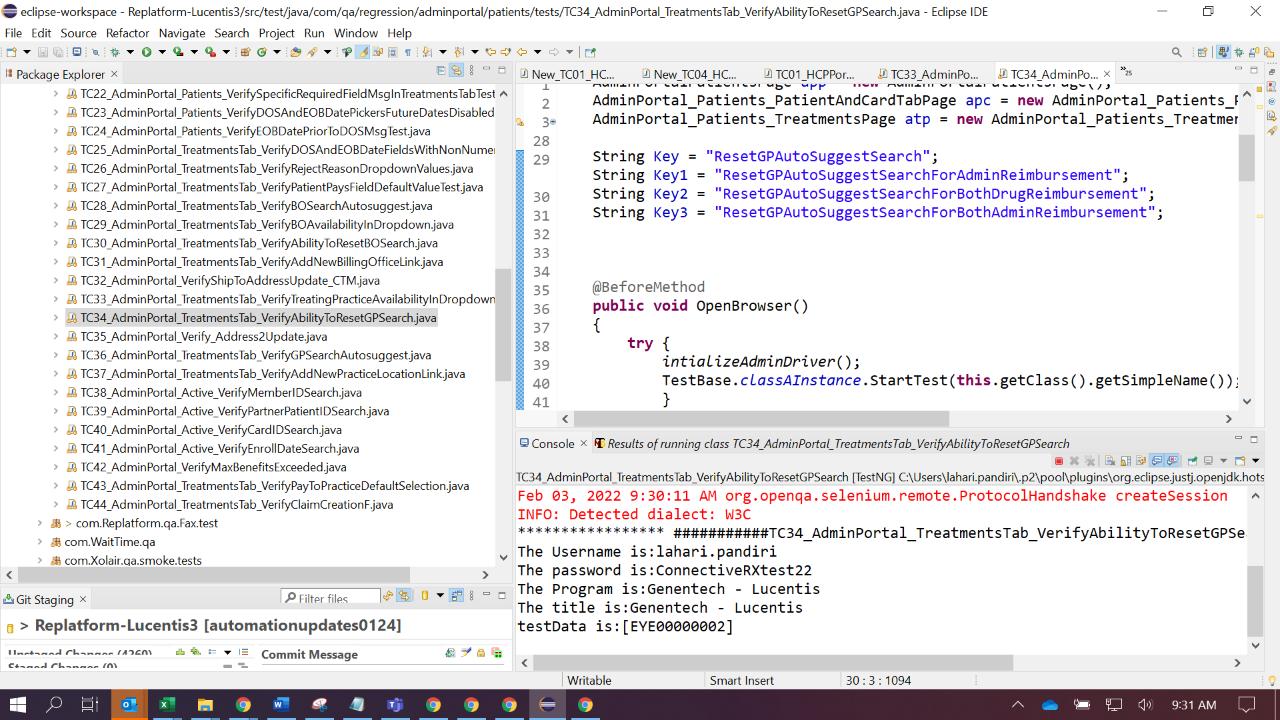 eclipse-workspace - Replatform-Lucentis3/src/test/java/com/qa/regression/adminportal/patients/tests/TC34_AdminPortal_TreatmentsTab_VerifyAbilityToResetGPSearch.java - Eclipse IDE
File Edit Source Refactor Navigate Search Project Run Window Help
Package Explorer
TC22_AdminPortal_Patients_VerifySpecificRequiredFieldMsgInTreatmentsTabTest
TC23_AdminPortal_Patients_VerifyDOSAndEOBDatePickersFutureDatesDisabled
TC24_AdminPortal_Patients_VerifyEOBDatePriorToDOSMsgTest.java
TC25_AdminPortal_TreatmentsTab_VerifyDOSAndEOBDateFieldsWithNonNume
TC26_AdminPortal_TreatmentsTab_VerifyRejectReasonDropdownValues.java
TC27_AdminPortal_TreatmentsTab_VerifyPatientPaysFieldDefaultValueTest.java
TC28_AdminPortal_TreatmentsTab_VerifyBOSearchAutosuggest.java
TC29_AdminPortal_TreatmentsTab_VerifyBOAvailabilityInDropdown.java
TC30_AdminPortal_TreatmentsTab_VerifyAbilityToResetBOSearch.java
TC31_AdminPortal_TreatmentsTab_VerifyAddNewBillingOfficeLink.java
TC32_AdminPortal_VerifyShipToAddressUpdate_CTM.java
TC33_AdminPortal_TreatmentsTab_VerifyTreatingPracticeAvailabilityInDropdown
TC34_AdminPortal_TreatmentsTab_VerifyAbilityToResetGPSearch.java
TC35_AdminPortal_Verify_Address2Update.java
TC36_AdminPortal_TreatmentsTab_VerifyGPSearchAutosuggest.java
TC37_AdminPortal_TreatmentsTab_VerifyAddNewPracticeLocationLink.java
TC38_AdminPortal_Active_VerifyMemberIDSearch.java
TC39_AdminPortal_Active_VerifyPartnerPatientIDSearch.java
TC40_AdminPortal_Active_VerifyCardIDSearch.java
TC41_AdminPortal_Active_VerifyEnrollDateSearch.java
TC42_AdminPortal_VerifyMaxBenefitsExceeded.java
TC43_AdminPortal_TreatmentsTab_VerifyPayToPracticeDefaultSelection.java
TC44_AdminPortal_TreatmentsTab_VerifyClaimCreationF.java
> com.Replatform.qa.Fax.test
com.WaitTime.qa
com.Xolair.qa.smoke.tests
Git Staging
Filter files
> Replatform-Lucentis3 [automationupdates0124]
Unstaged Changes (4260)
Staged Changes (0)
Commit Message
New_TC01_HC... New_TC04_HC... TC01_HCPPor... TC33_AdminPo... TC34_AdminPo... 25
1 AdminPortalPatientsPage app = new AdminPortalPatientsPage();
2 AdminPortal_Patients_PatientAndCardTabPage apc = new AdminPortal_Patients_P
3 AdminPortal_Patients_TreatmentsPage atp = new AdminPortal_Patients_Treatmen
28
29 String Key = "ResetGPAutoSuggestSearch";
String Key1 = "ResetGPAutoSuggestSearchForAdminReimbursement";
30 String Key2 = "ResetGPAutoSuggestSearchForBothDrugReimbursement";
31 String Key3 = "ResetGPAutoSuggestSearchForBothAdminReimbursement";
32
33
34
35 @BeforeMethod
36 public void OpenBrowser()
37 {
38 try {
39 intializeAdminDriver();
40 TestBase.classAInstance.StartTest(this.getClass().getSimpleName());
41 }
Console Results of running class TC34_AdminPortal_TreatmentsTab_VerifyAbilityToResetGPSearch
TC34_AdminPortal_TreatmentsTab_VerifyAbilityToResetGPSearch [TestNG] C:\Users\lahari.pandiri\.p2\pool\plugins\org.eclipse.justj.openjdk.hots
Feb 03, 2022 9:30:11 AM org.openqa.selenium.remote.ProtocolHandshake createSession
INFO: Detected dialect: W3C
***************** ###########TC34_AdminPortal_TreatmentsTab_VerifyAbilityToResetGPSe
The Username is:lahari.pandiri
The password is:ConnectiveRXtest22
The Program is:Genentech - Lucentis
The title is:Genentech - Lucentis
testData is:[EYE00000002]
Writable Smart Insert 30 : 3 : 1094
9:31 AM